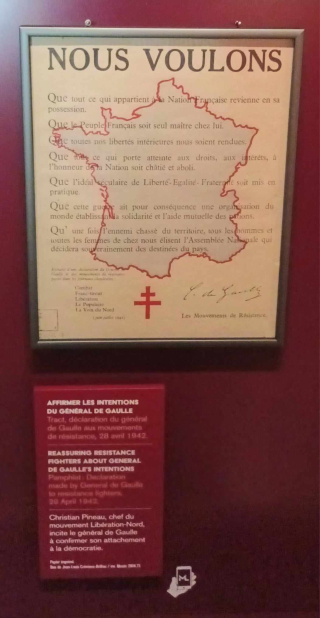 NOUS VOULONS
Que tout ce qui appartient à la Nation Française revienne en sa
possession.
Que le Peuple Français soit seul maître chez lui.
Que toutes nos libertés intérieures nous soient rendues.
Que tout ce qui porte atteinte aux droits, aux intérêts, à
l'honneur de la Nation soit châtié et aboli.
Que l'idéal séculaire de Liberté-Égalité-Fraternité soit mis en
pratique.
Que cette guerre ait pour conséquence une organisation du
monde établissant la solidarité et l'aide mutuelle des nations.
Qu' une fois l'ennemi chassé du territoire, tous les hommes et
toutes les femmes de chez nous élisent l'Assemblée Nationale qui
décidera souverainement des destinées du pays.
Combat
Franc-Tireur
Libération
Le Populaire
La Voix du Nord
C. de Gaulle
Les Mouvements de Résistance.
AFFIRMER LES INTENTIONS
DU GÉNÉRAL DE GAULLE
Tract, déclaration du général
de Gaulle aux mouvements
de résistance, 28 avril 1942.
REASSURING RESISTANCE
FIGHTERS ABOUT GENERAL
DE GAULLE'S INTENTIONS
Pamphlet - Declaration
made by General de Gaulle
to resistance fighters,
28 April 1942.
Christian Pineau, chef du
mouvement Libération-Nord,
incite le général de Gaulle
à confirmer son attachement
à la démocratie.
Papier imprimé